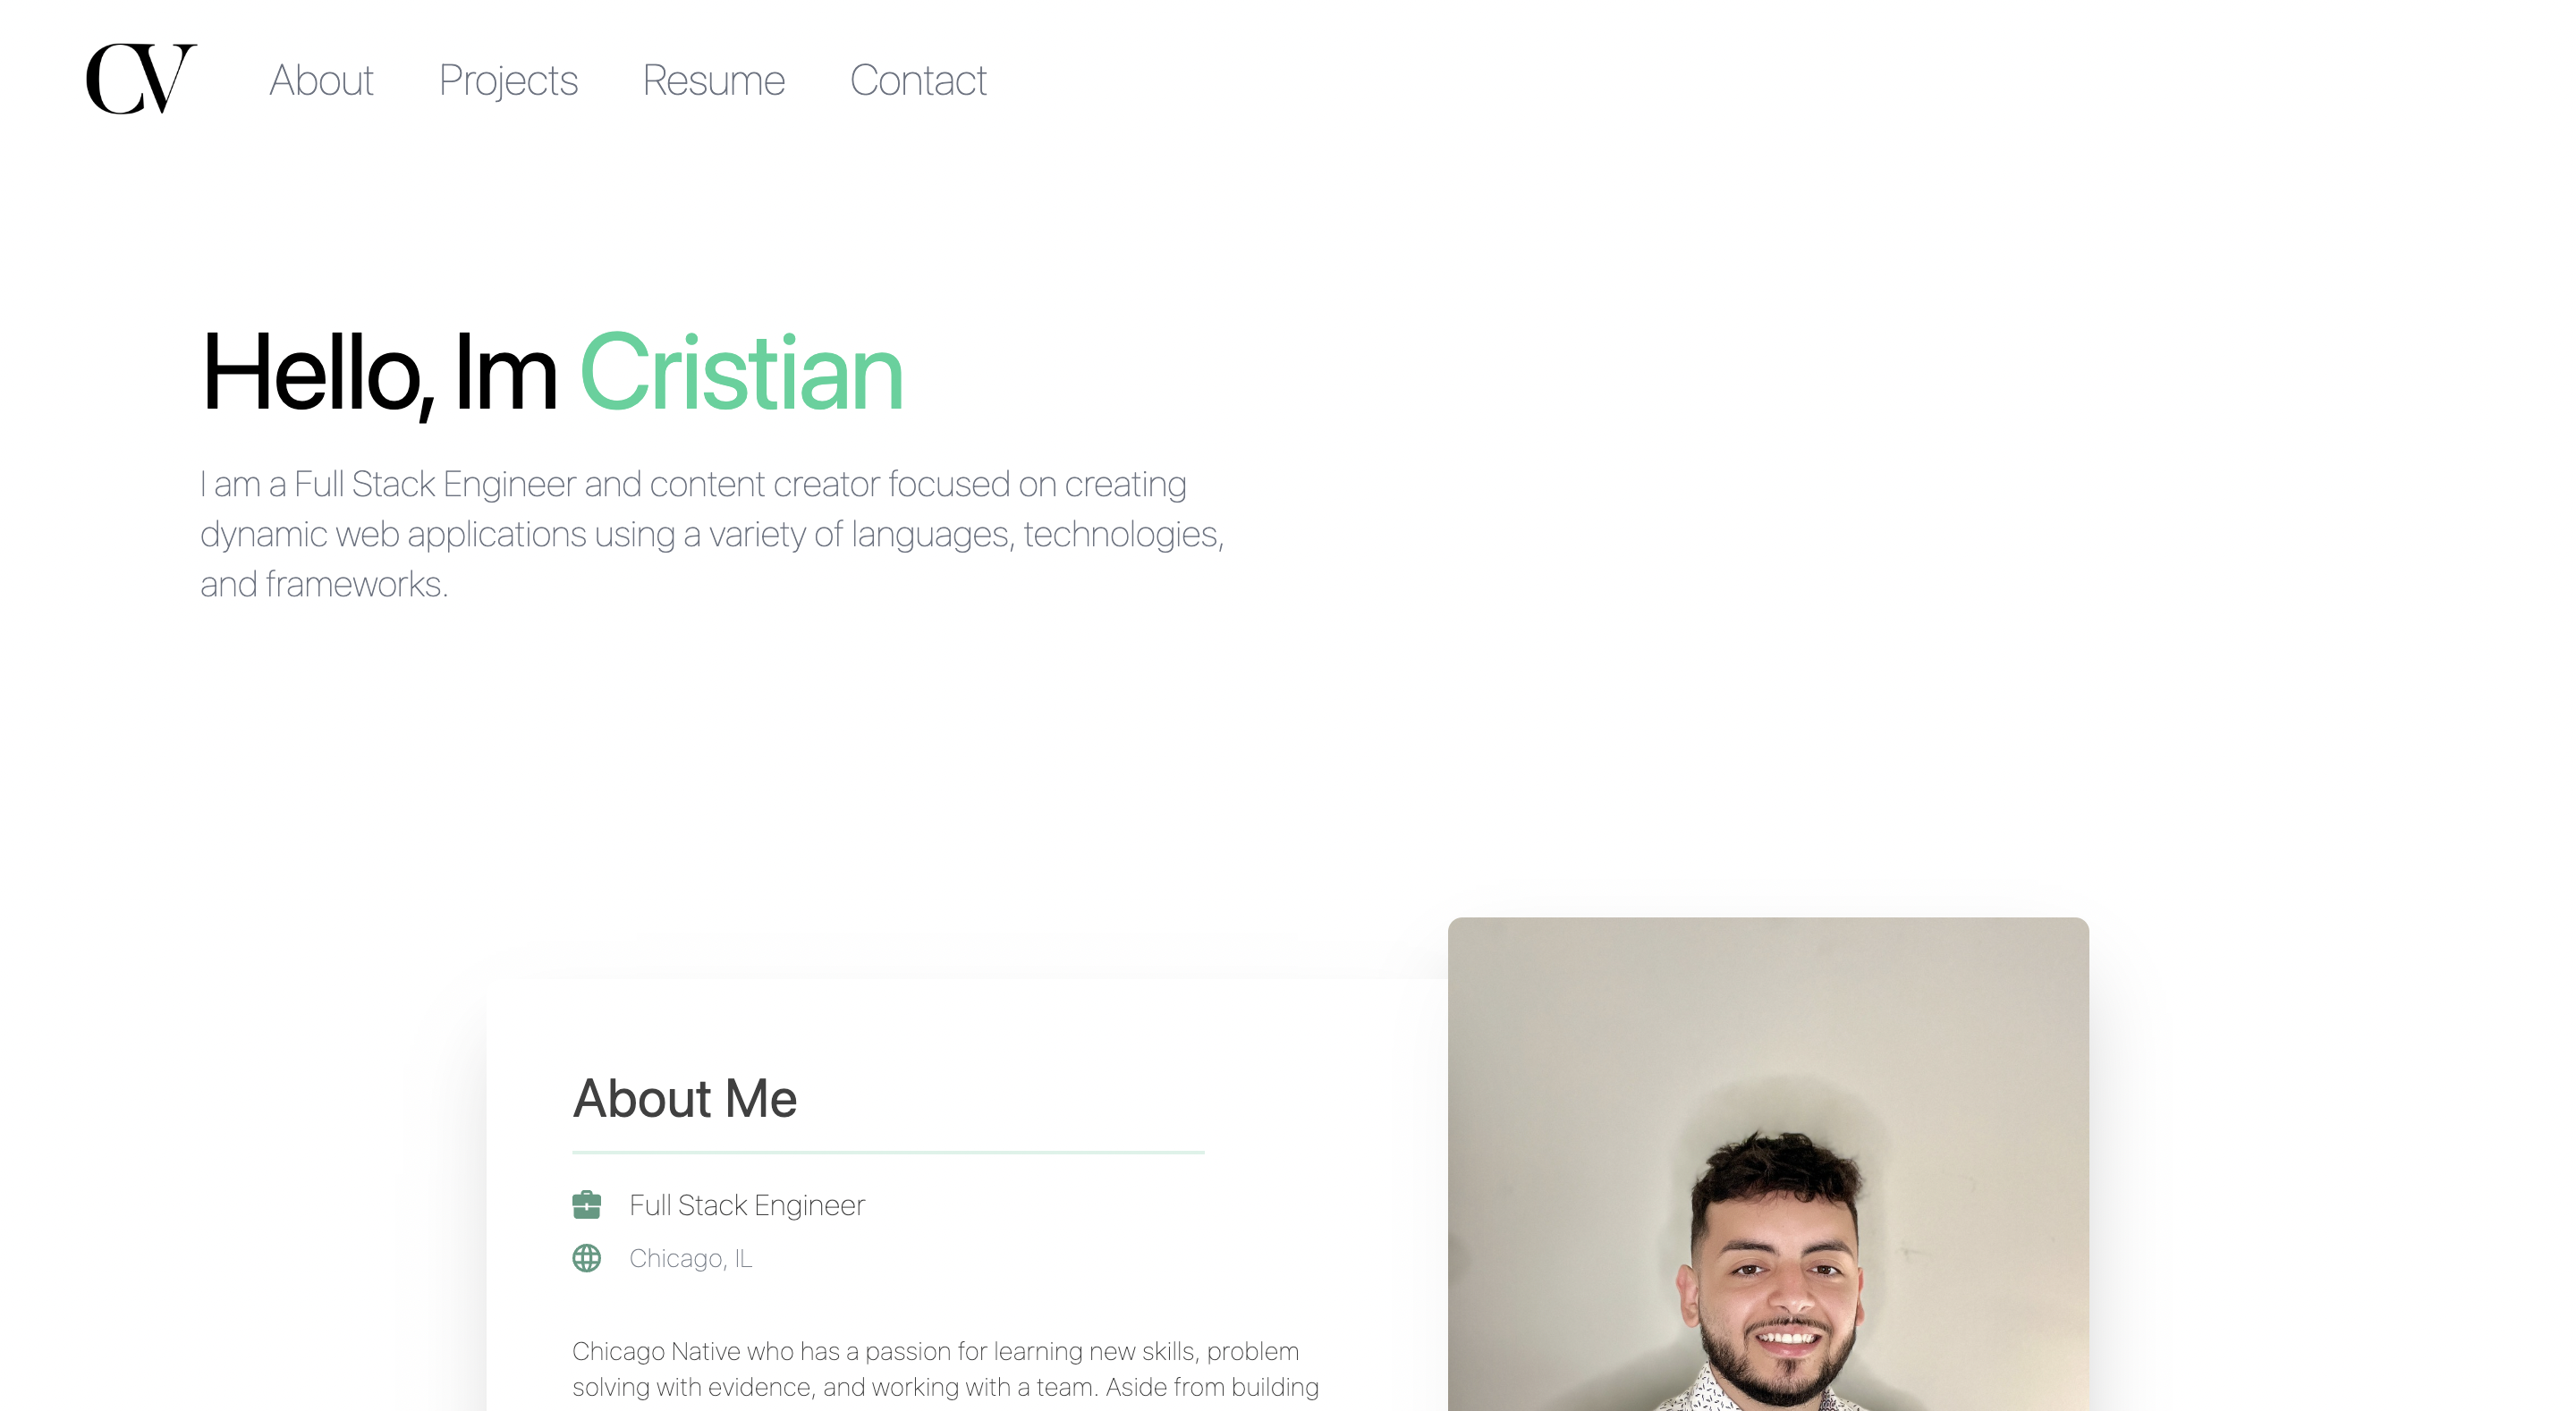 CV
About Projects Resume Contact
Hello, Im Cristian
I am a Full Stack Engineer and content creator focused on creating
dynamic web applications using a variety of languages, technologies,
and frameworks.
About Me
Full Stack Engineer
Chicago, IL
Chicago Native who has a passion for learning new skills, problem
solving with evidence, and working with a team. Aside from building